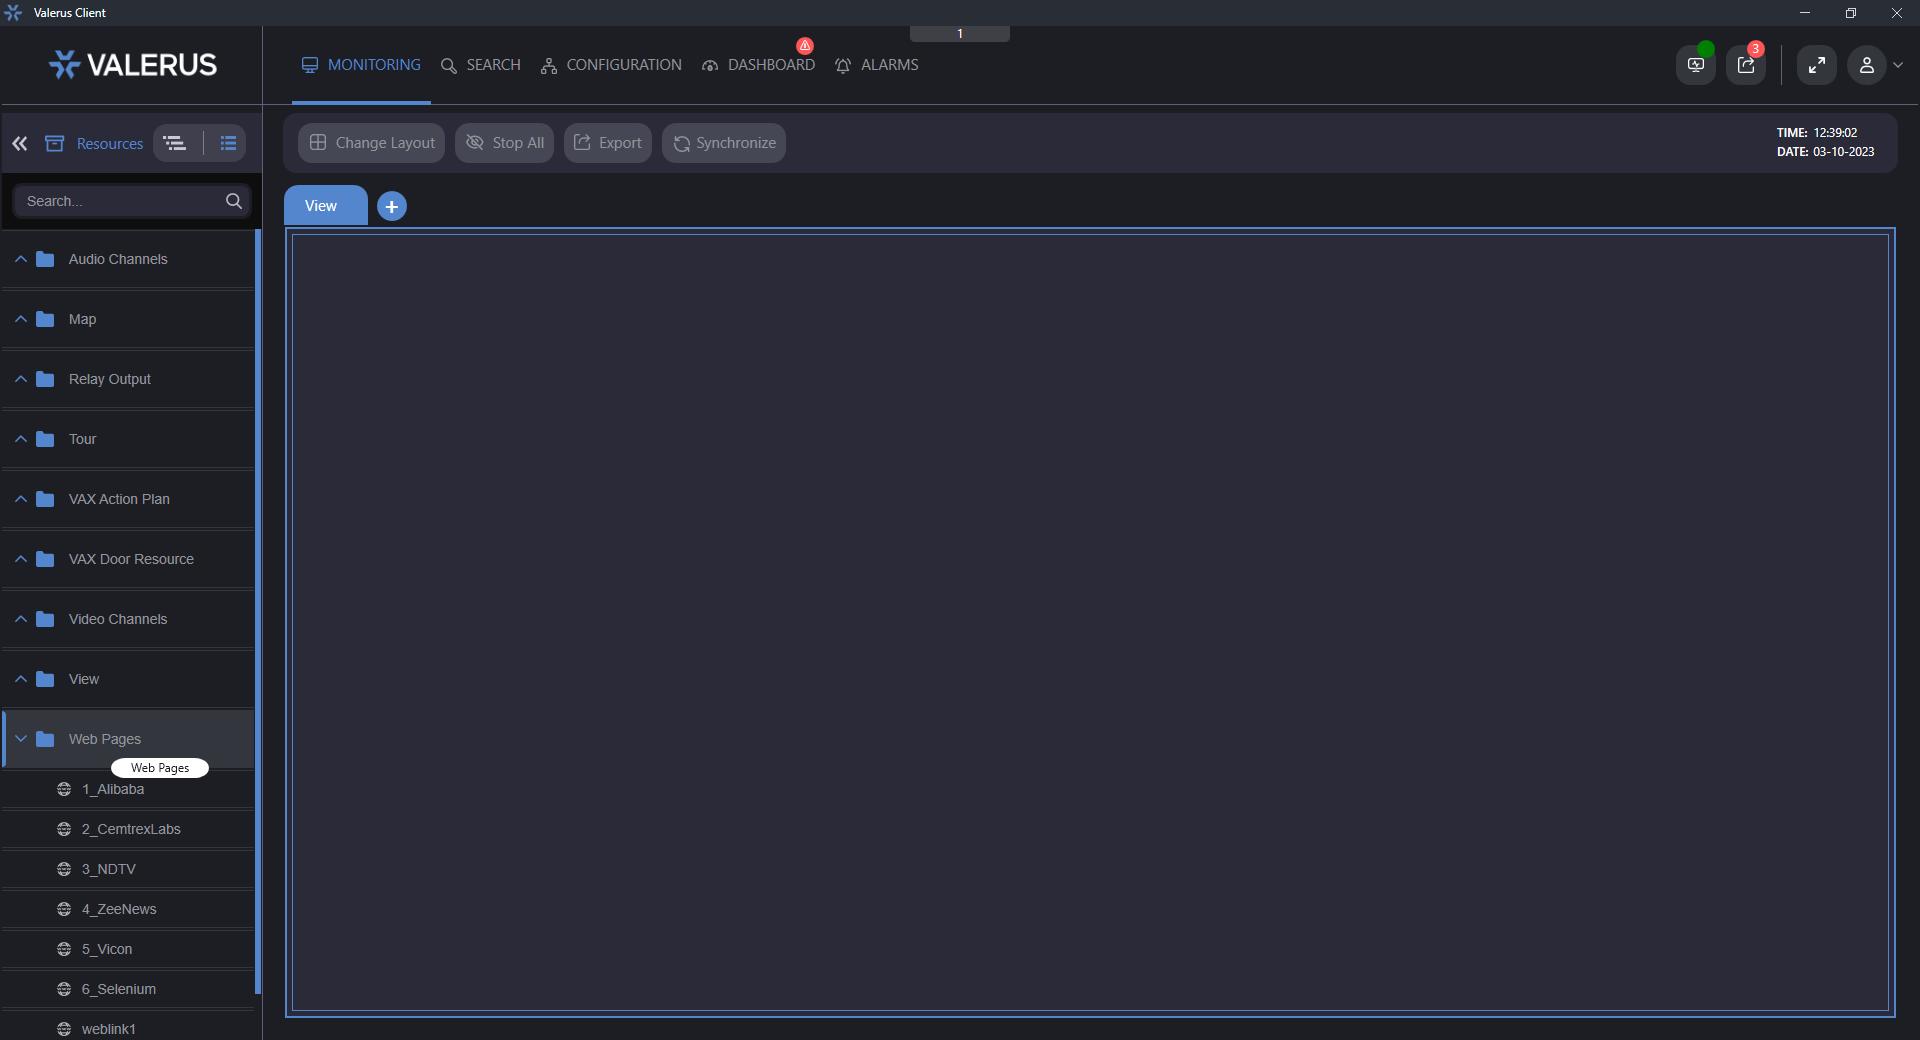 Valerus Client
1
VALERUS
MONITORING
SEARCH
CONFIGURATION
DASHBOARD
ALARMS
3
Resources
Change Layout
Stop All
Export
Synchronize
TIME: 12:39:02
DATE: 03-10-2023
Search...
View
Audio Channels
Map
Relay Output
Tour
VAX Action Plan
VAX Door Resource
Video Channels
View
Web Pages
Web Pages
1_Alibaba
2_CemtrexLabs
3_NDTV
4_ZeeNews
5_Vicon
6_Selenium
weblink1